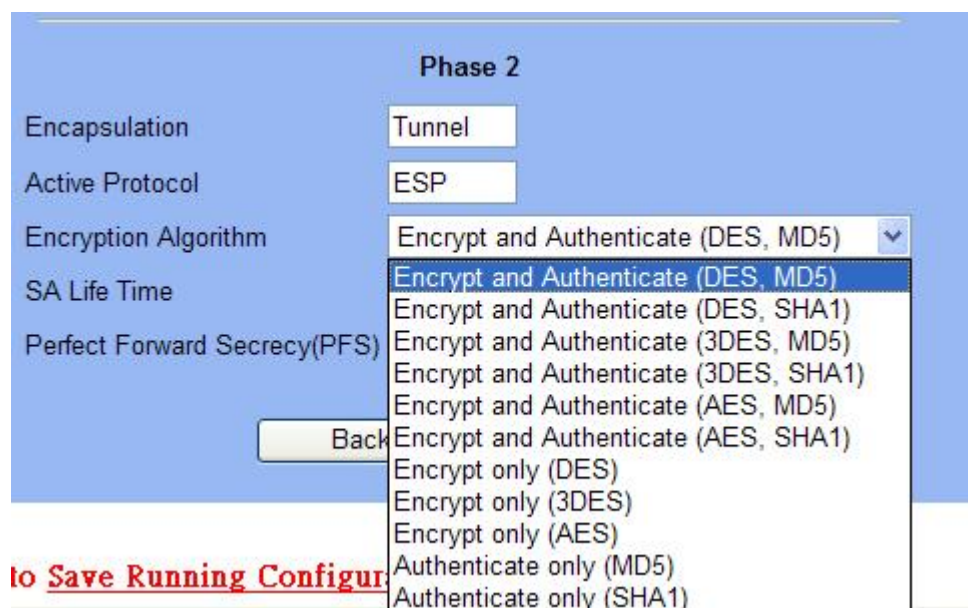 Phase 2
Encapsulation Tunnel
Active Protocol ESP
Encryption Algorithm Encrypt and Authenticate (DES, MD5)
SA Life Time
Perfect Forward Secrecy(PFS)
Encrypt and Authenticate (DES, MD5)
Encrypt and Authenticate (DES, SHA1)
Encrypt and Authenticate (3DES, MD5)
Encrypt and Authenticate (3DES, SHA1)
Encrypt and Authenticate (AES, MD5)
Encrypt and Authenticate (AES, SHA1)
Encrypt only (DES)
Encrypt only (3DES)
Encrypt only (AES)
Authenticate only (MD5)
Authenticate only (SHA1)
Back
to Save Running